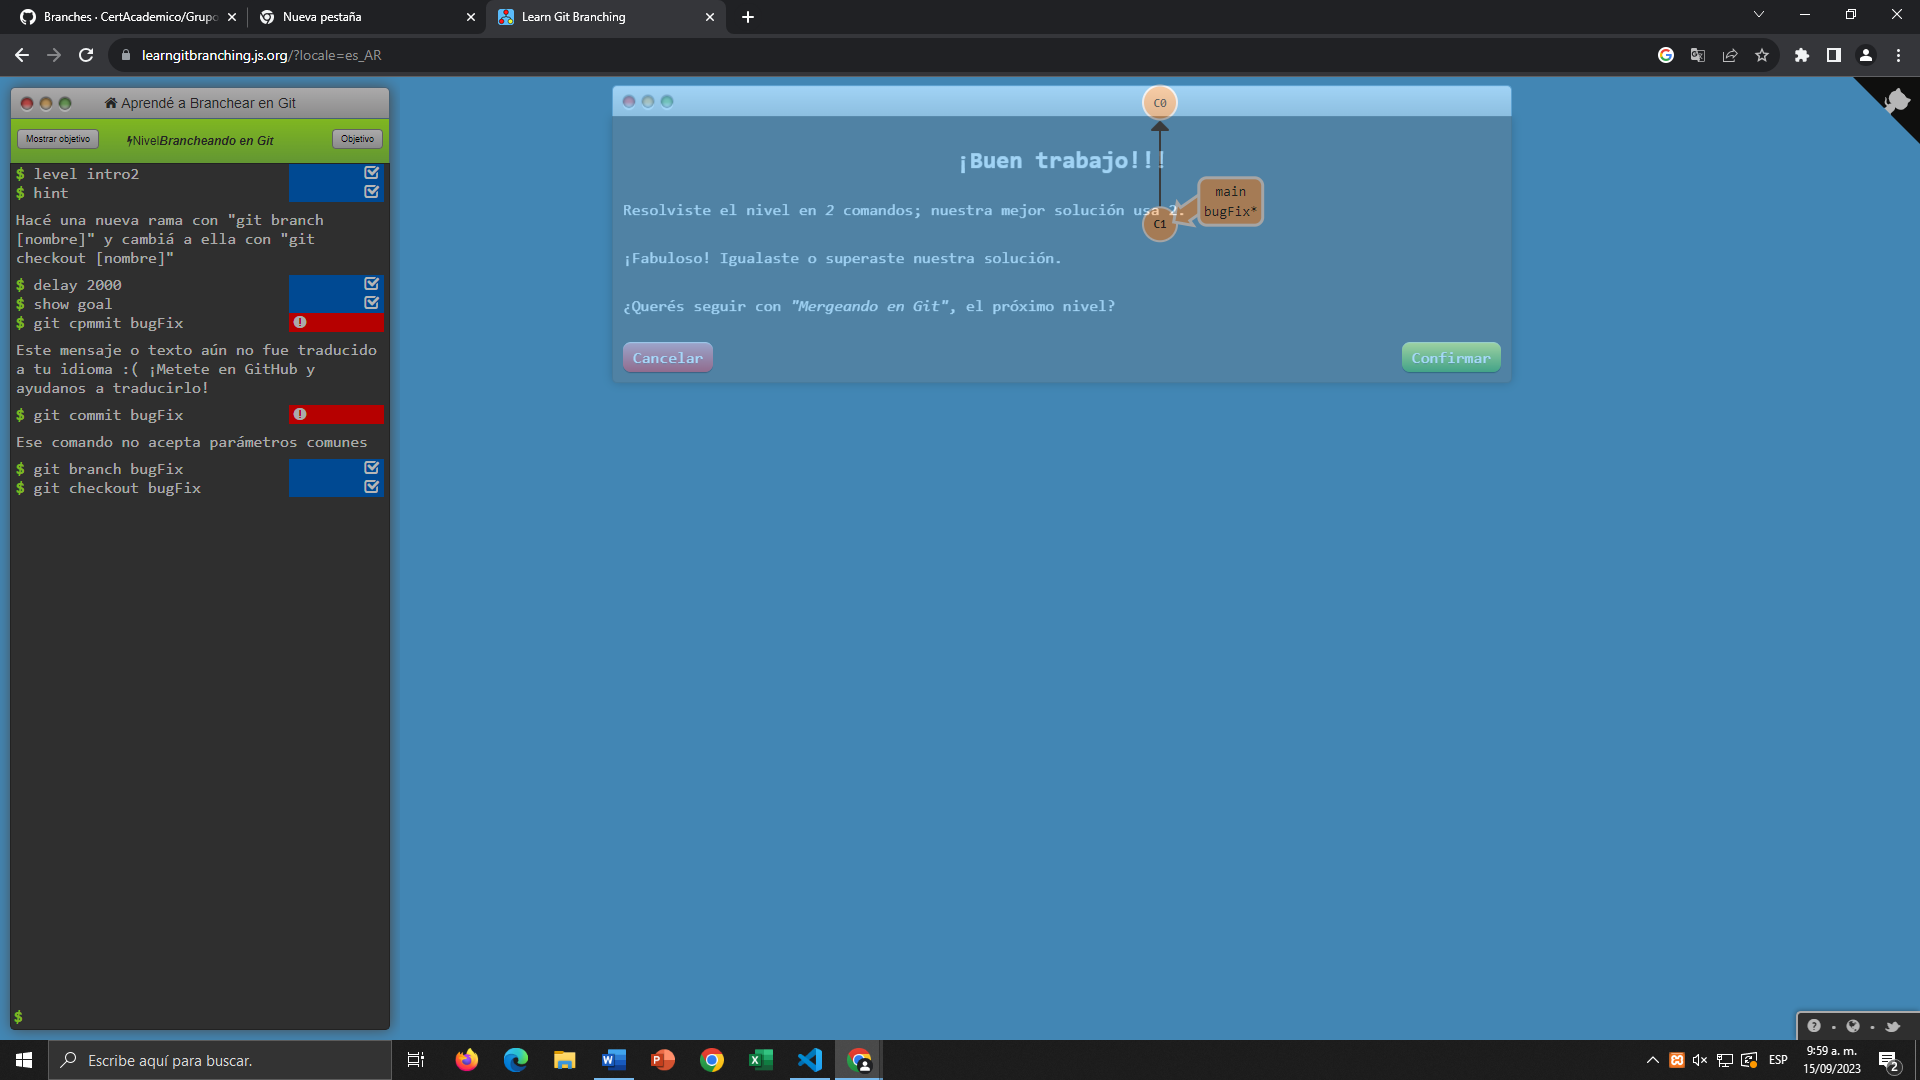 Branches · CertAcademico/Grupo
Nueva pestaña
Learn Git Branching
learngitbranching.js.org/?locale=es_AR
Aprendé a Branchear en Git
Mostrar objetivo
Nivel Brancheando en Git
Objetivo
$ level intro2
$ hint
Hacé una nueva rama con "git branch
[nombre]" y cambiá a ella con "git
checkout [nombre]"
$ delay 2000
$ show goal
$ git cpmmit bugFix
Este mensaje o texto aún no fue traducido
a tu idioma :( ¡Metete en GitHub y
ayudanos a traducirlo!
$ git commit bugFix
Ese comando no acepta parámetros comunes
$ git branch bugFix
$ git checkout bugFix
$
C0
¡Buen trabajo!!!
main
bugFix*
C1
Resolviste el nivel en 2 comandos; nuestra mejor solución usa 2.
¡Fabuloso! Igualaste o superaste nuestra solución.
¿Querés seguir con "Mergeando en Git", el próximo nivel?
Cancelar
Confirmar
Escribe aquí para buscar.
ESP
9:59 a. m.
15/09/2023
2